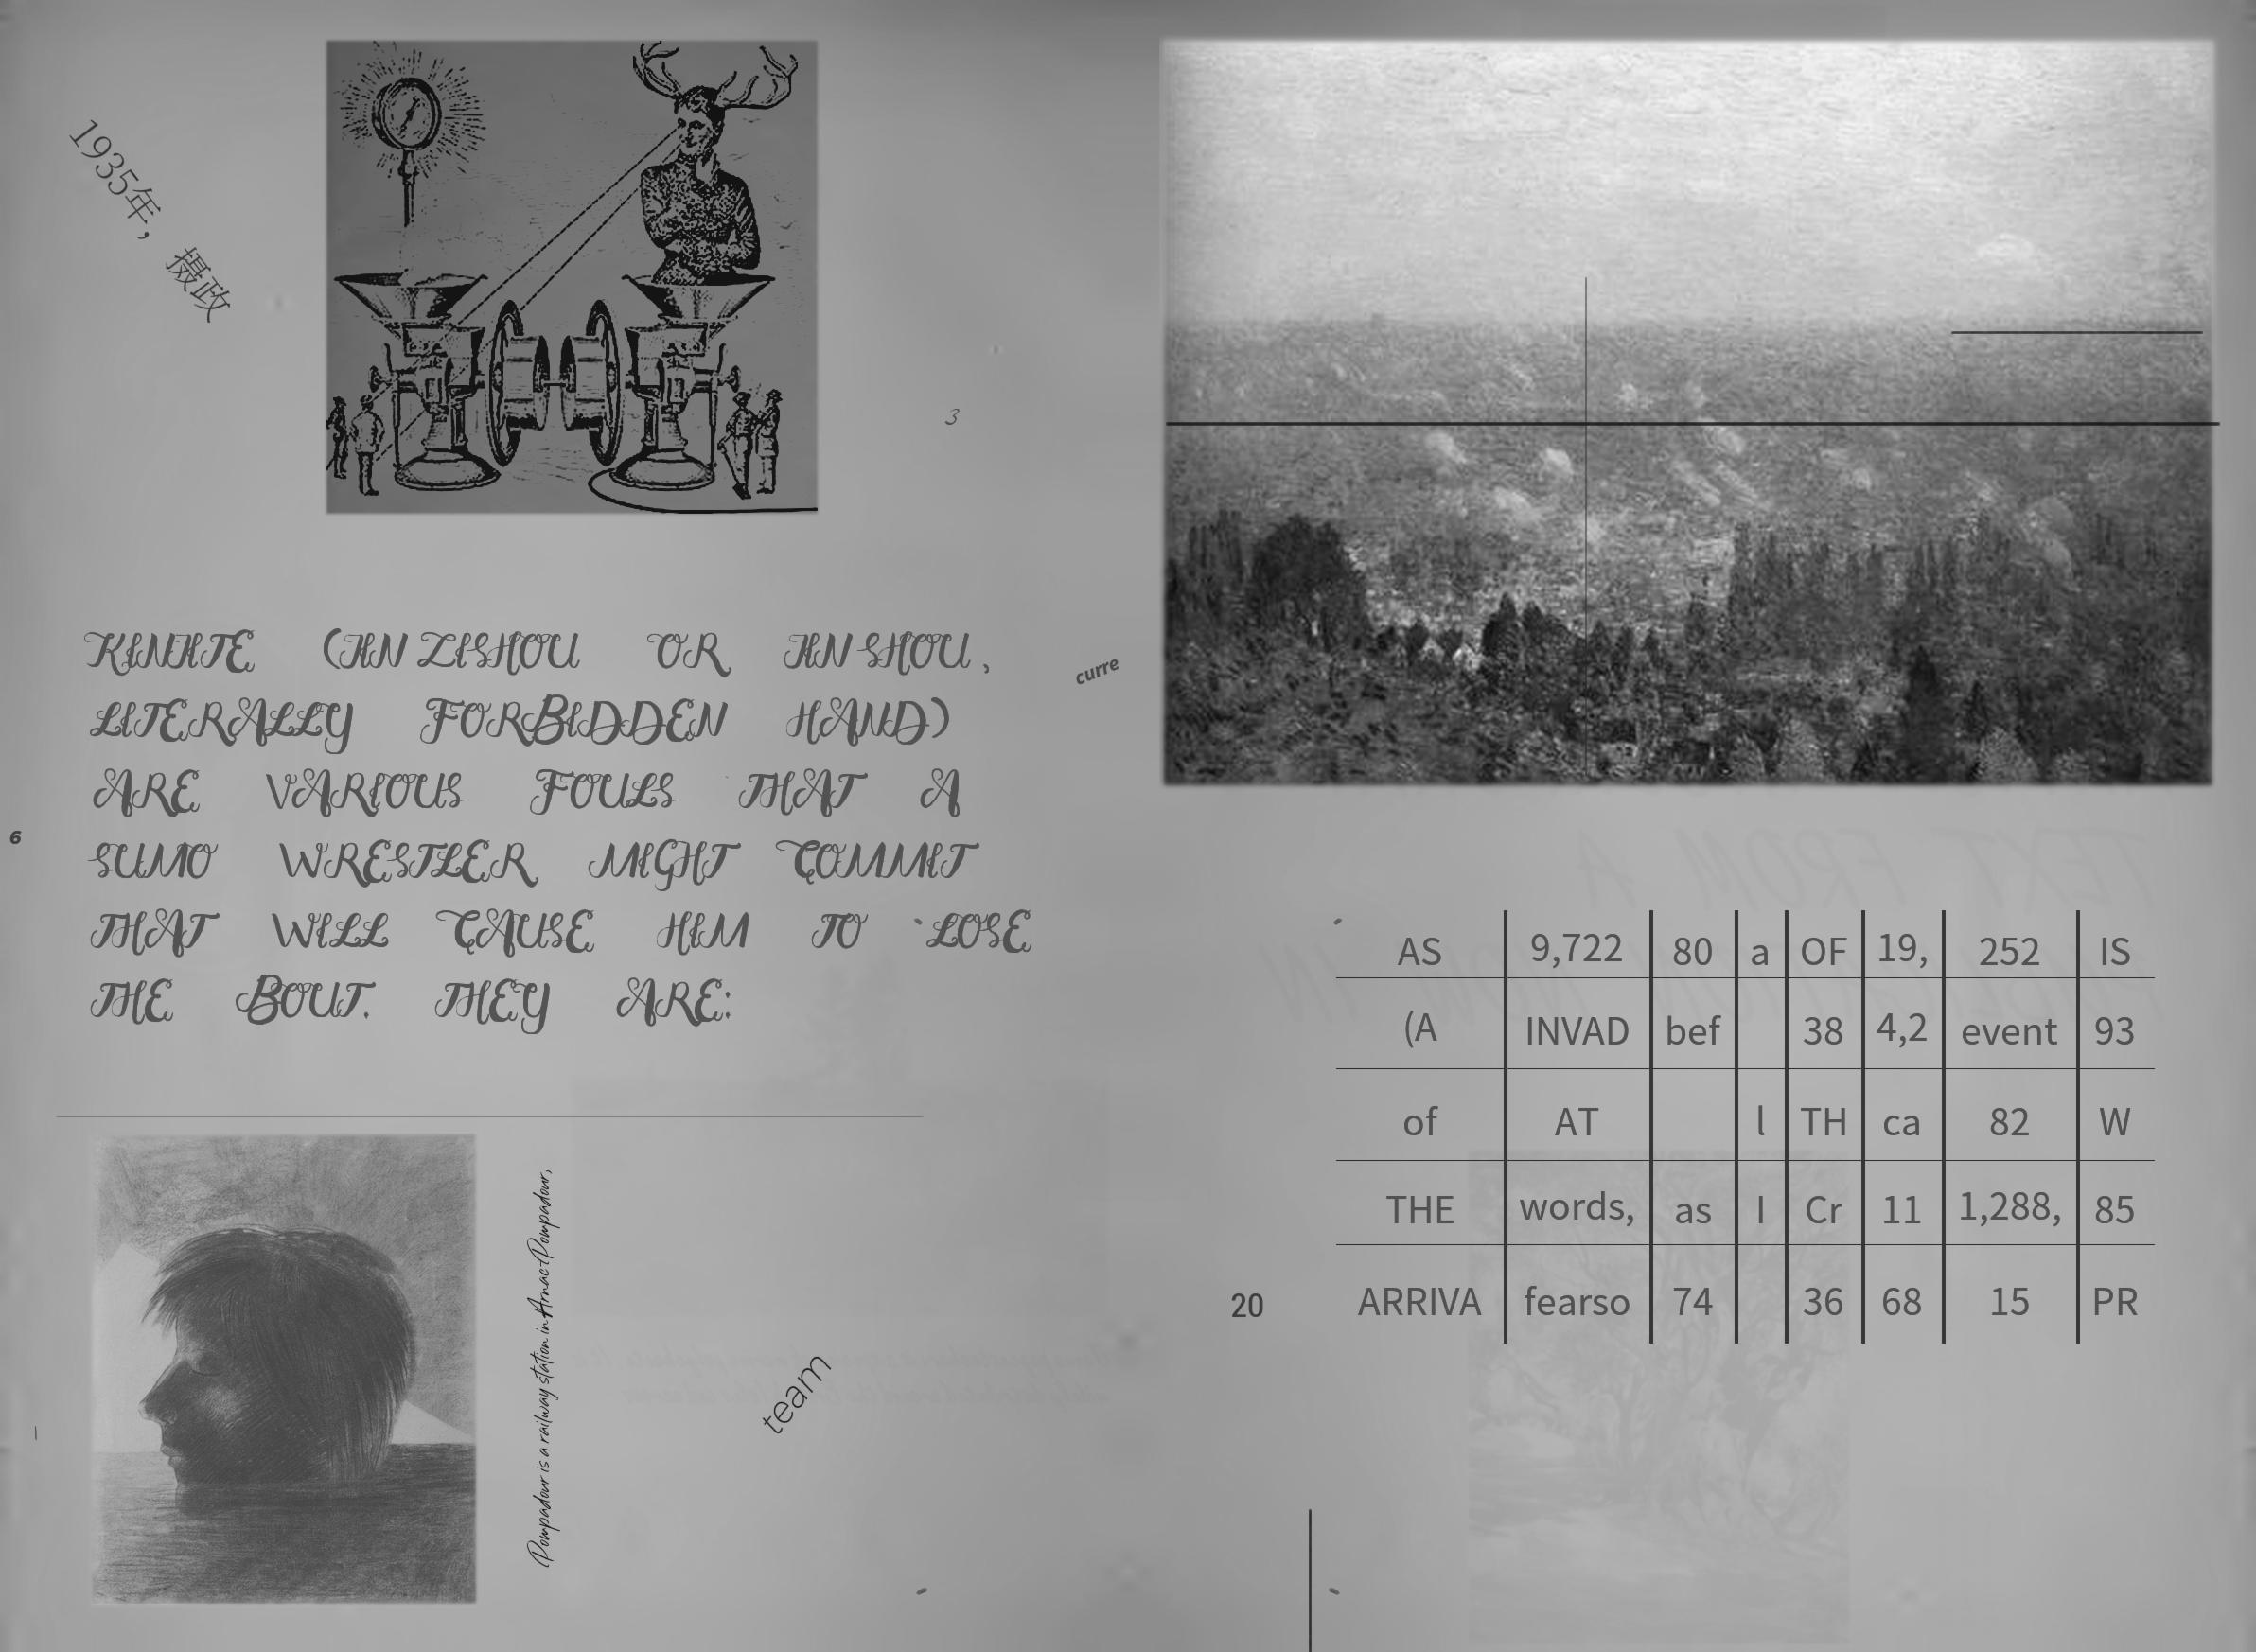 1935年，摄政
3
KINJITE (JIN ZISHOU OR JIN SHOU,
LITERALLY FORBIDDEN HAND)
ARE VARIOUS FOULS THAT A
SUMO WRESTLER MIGHT COMMIT
THAT WILL CAUSE HIM TO LOSE
THE BOUT. THEY ARE:
curre
6
Pompadour is a railway station in Arnac-Pompadour,
team
AS 9,722 80 a OF 19, 252 IS
(A INVAD bef 38 4,2 event 93
of AT l TH ca 82 W
THE words, as I Cr 11 1,288, 85
ARRIVA fearso 74 36 68 15 PR
20